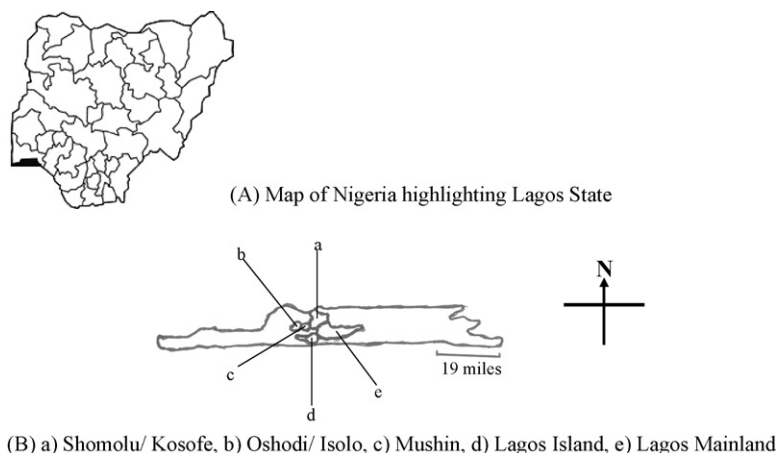 (A) Map of Nigeria highlighting Lagos State
a
b
N
19 miles
c
e
d
(B) a) Shomolu/ Kosofe, b) Oshodi/ Isolo, c) Mushin, d) Lagos Island, e) Lagos Mainland